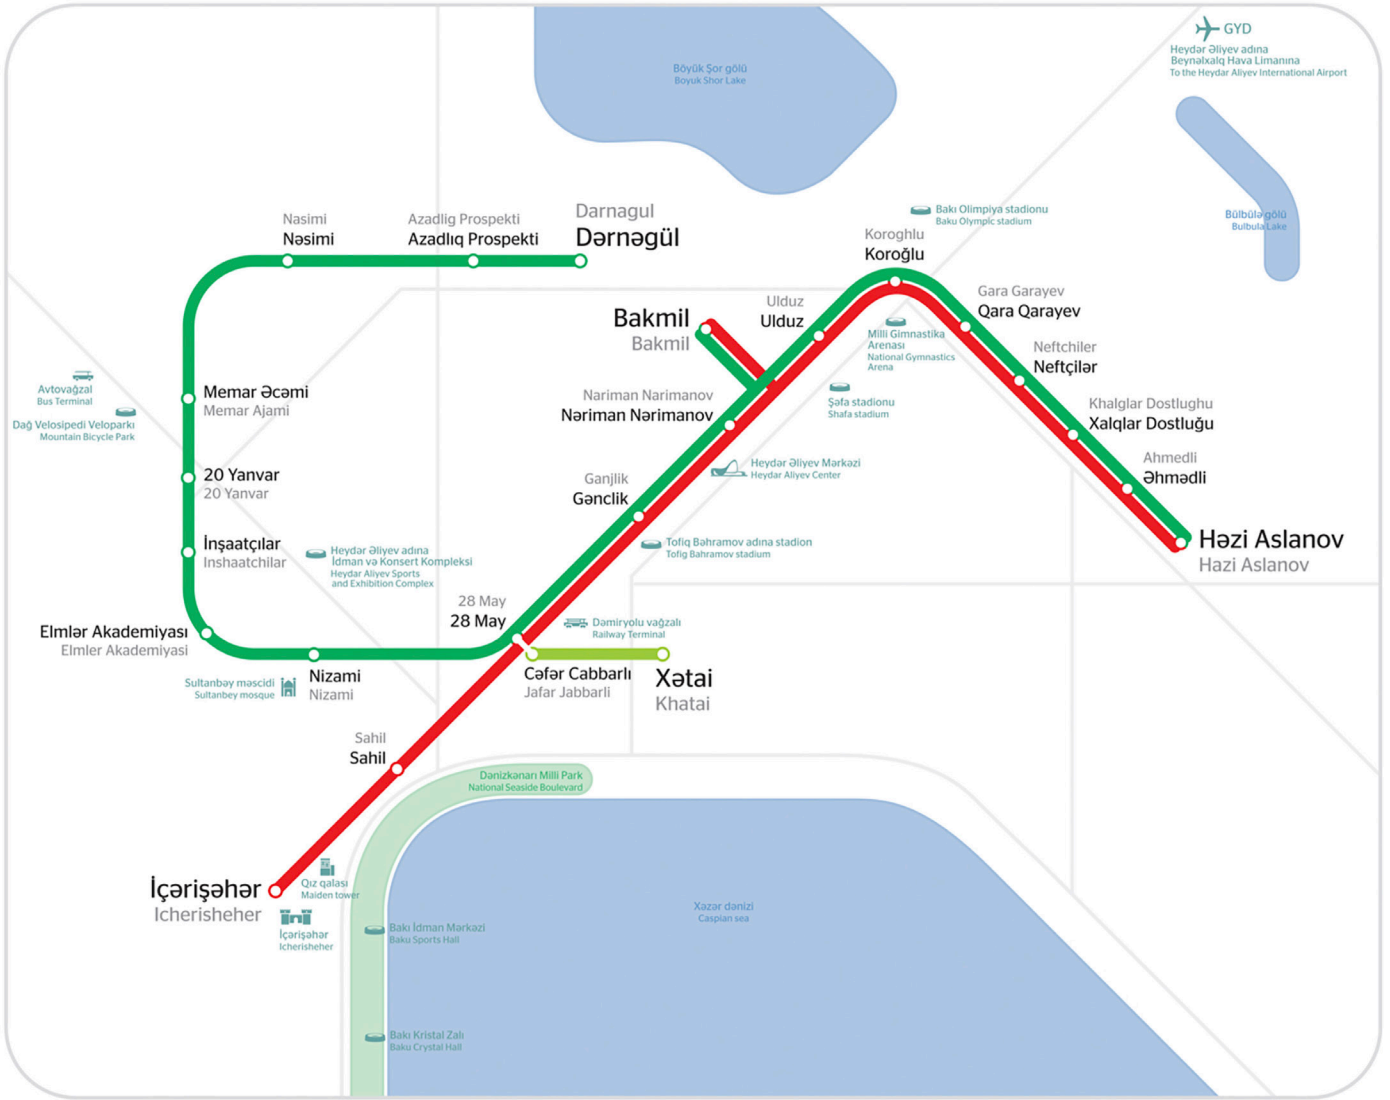 GYD
Heydər Əliyev adına
Beynəlxalq Hava Limanına
To the Heydar Aliyev International Airport
Böyük Şor gölü
Boyuk Shor Lake
Bülbülə gölü
Bulbula Lake
Bakı Olimpiya stadionu
Baku Olympic stadium
Nasimi
Nəsimi
Azadlig Prospekti
Azadlıq Prospekti
Darnagul
Dərnəgül
Koroghlu
Koroğlu
Ulduz
Ulduz
Bakmil
Bakmil
Gara Garayev
Qara Qarayev
Milli Gimnastika
Arenası
National Gymnastics
Arena
Neftchiler
Neftçilər
Avtovağzal
Bus Terminal
Dağ Velosipedi Veloparkı
Mountain Bicycle Park
Memar Əcəmi
Memar Ajami
Nariman Narimanov
Nəriman Nərimanov
Şəfa stadionu
Shafa stadium
Khalglar Dostlughu
Xalqlar Dostluğu
20 Yanvar
20 Yanvar
Ganjlik
Gənclik
Heydər Əliyev Mərkəzi
Heydar Aliyev Center
Ahmedli
Əhmədli
İnşaatçılar
Inshaatchilar
Heydər Əliyev adına
İdman və Konsert Kompleksi
Heydar Aliyev Sports
and Exhibition Complex
Tofiq Bəhramov adına stadion
Tofig Bahramov stadium
Həzi Aslanov
Hazi Aslanov
28 May
28 May
Elmlər Akademiyası
Elmler Akademiyasi
Dəmiryolu vağzalı
Railway Terminal
Sultanbəy məscidi
Sultanbey mosque
Nizami
Nizami
Cəfər Cabbarlı
Jafar Jabbarli
Xətai
Khatai
Sahil
Sahil
Dənizkənarı Milli Park
National Seaside Boulevard
İçərişəhər
Icherisheher
Qız qalası
Maiden tower
İçərişəhər
Icherisheher
Bakı İdman Mərkəzi
Baku Sports Hall
Xəzər dənizi
Caspian sea
Bakı Kristal Zalı
Baku Crystal Hall